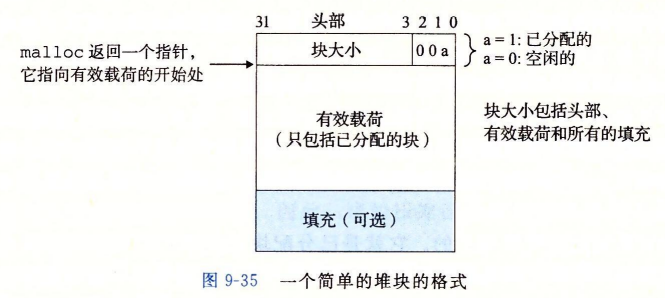 31 头部 3 2 1 0
malloc 返回一个指针，
它指向有效载荷的开始处
块大小
0 0 a
a = 1: 已分配的
a = 0: 空闲的
有效载荷
（只包括已分配的块）
块大小包括头部、
有效载荷和所有的填充
填充（可选）
图 9-35 一个简单的堆块的格式